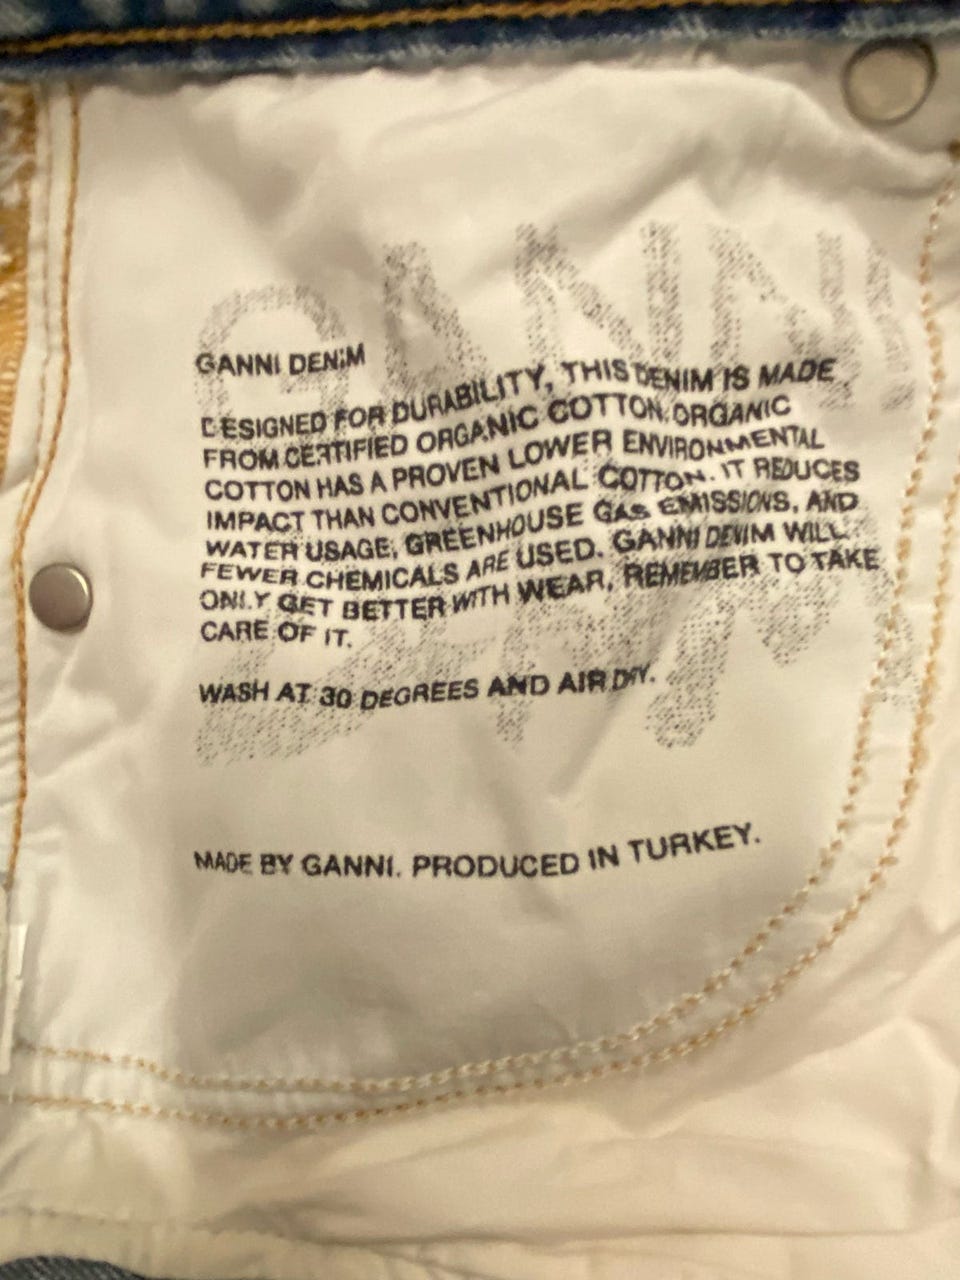 GANNI
DENIM
GANNI DENIM
DESIGNED FOR DURABILITY, THIS DENIM IS MADE
FROM CERTIFIED ORGANIC COTTON. ORGANIC
COTTON HAS A PROVEN LOWER ENVIRONMENTAL
IMPACT THAN CONVENTIONAL COTTON. IT REDUCES
WATER USAGE, GREENHOUSE GAS EMISSIONS, AND
FEWER CHEMICALS ARE USED. GANNI DENIM WILL
ONLY GET BETTER WITH WEAR, REMEMBER TO TAKE
CARE OF IT.
WASH AT 30 DEGREES AND AIR DRY.
MADE BY GANNI. PRODUCED IN TURKEY.